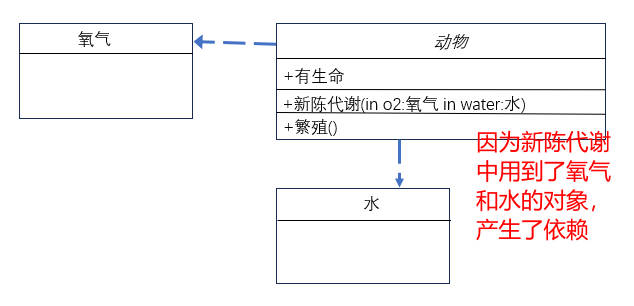 氧气
动物
+有生命
+新陈代谢(in o2:氧气 in water:水)
+繁殖()
因为新陈代谢
中用到了氧气
和水的对象，
产生了依赖
水